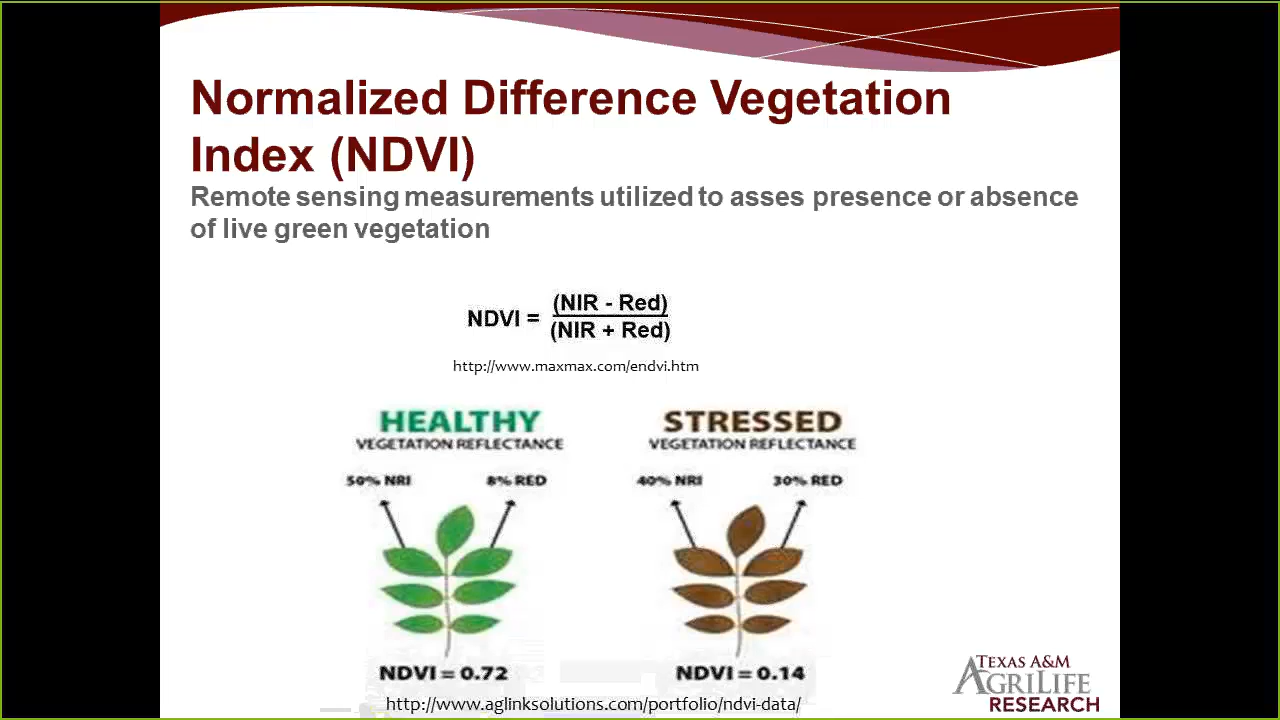 Normalized Difference Vegetation
Index (NDVI)
Remote sensing measurements utilized to asses presence or absence
of live green vegetation
NDVI = (NIR - Red)
(NIR + Red)
http://www.maxmax.com/endvi.htm
HEALTHY
VEGETATION REFLECTANCE
STRESSED
VEGETATION REFLECTANCE
50% NRI
8% RED
40% NRI
30% RED
NDVI = 0.72
NDVI = 0.14
http://www.aglinksolutions.com/portfolio/ndvi-data/
TEXAS A&M
AGRILIFE
RESEARCH